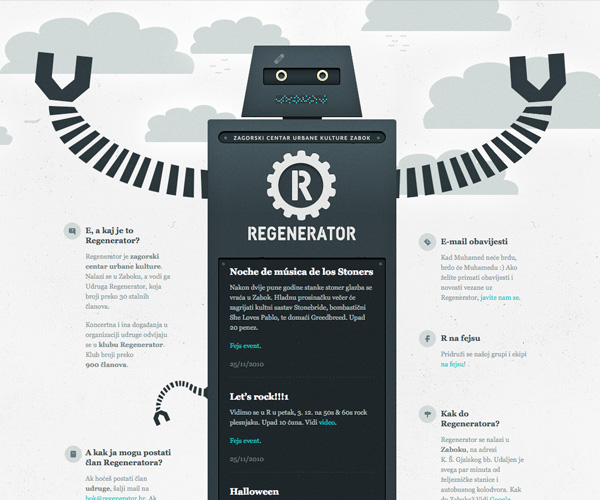 ZAGORSKI CENTAR URBANE KULTURE ZABOK
R
REGENERATOR
E, a kaj je to
Regenerator?
Regenerator je zagorski
centar urbane kulture.
Nalazi se u Zaboku, a vodi ga
Udruga Regenerator, koja
broji preko 30 stalnih
članova.
Koncertna i ina događanja u
organizaciji udruge odvijaju
se u klubu Regenerator.
Klub broji preko
900 članova.
A kak ja mogu postati
član Regeneratora?
Ak hoćeš postati član
udruge, šalji mail na
bok@regenerator.hr. Ak
Noche de música de los Stoners
Nakon dvije pune godine stanke stoner glazba se
vraća u Zabok. Hladnu prosinačku večer će
zagrijati kultni sastav Stonebride, bombastični
She Loves Pablo, te domaći Greedbreed. Upad
20 penez.
Fejs event.
25/11/2010
Let's rock!!!1
Vidimo se u R u petak, 3. 12. na 50s & 60s rock
plesnjaku. Upad 10 čuna. Vidi video.
Fejs event.
25/11/2010
Halloween
E-mail obavijesti
Kad Muhamed neće brdu,
brdo će Muhamedu :) Ako
želite primati obavijesti i
novosti vezane uz
Regenerator, javite nam se.
R na fejsu
Pridruži se našoj grupi i ekipi
na fejsu! .
Kak do
Regeneratora?
Regenerator se nalazi u
Zaboku, na adresi
K. Š. Gjalskog bb. Udaljen je
svega par minuta od
željezničke stanice i
autobusnog kolodvora. Kak
do Zaboka? Vidi Google